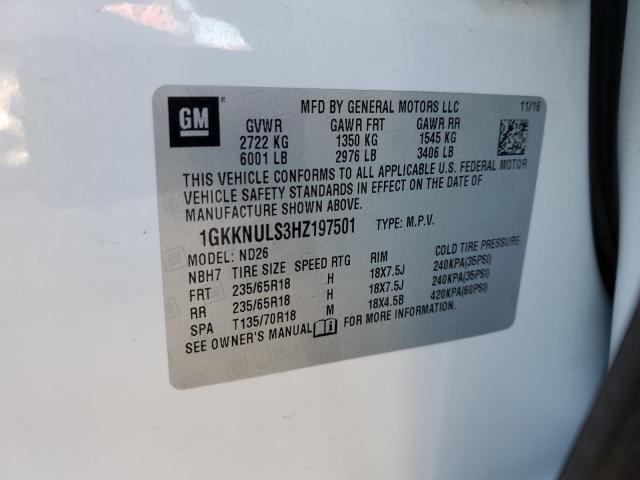 GM
MFD BY GENERAL MOTORS LLC 11/16
GVWR GAWR FRT GAWR RR
2722 KG 1350 KG 1545 KG
6001 LB 2976 LB 3406 LB
THIS VEHICLE CONFORMS TO ALL APPLICABLE U.S. FEDERAL MOTOR
VEHICLE SAFETY STANDARDS IN EFFECT ON THE DATE OF
MANUFACTURE SHOWN ABOVE.
1GKKNULS3HZ197501 TYPE: M.P.V.
MODEL: ND26
NBH7 TIRE SIZE SPEED RTG RIM COLD TIRE PRESSURE
FRT 235/65R18 H 18X7.5J 240KPA(35PSI)
RR 235/65R18 H 18X7.5J 240KPA(35PSI)
SPA T135/70R18 M 18X4.5B 420KPA(60PSI)
SEE OWNER'S MANUAL FOR MORE INFORMATION.